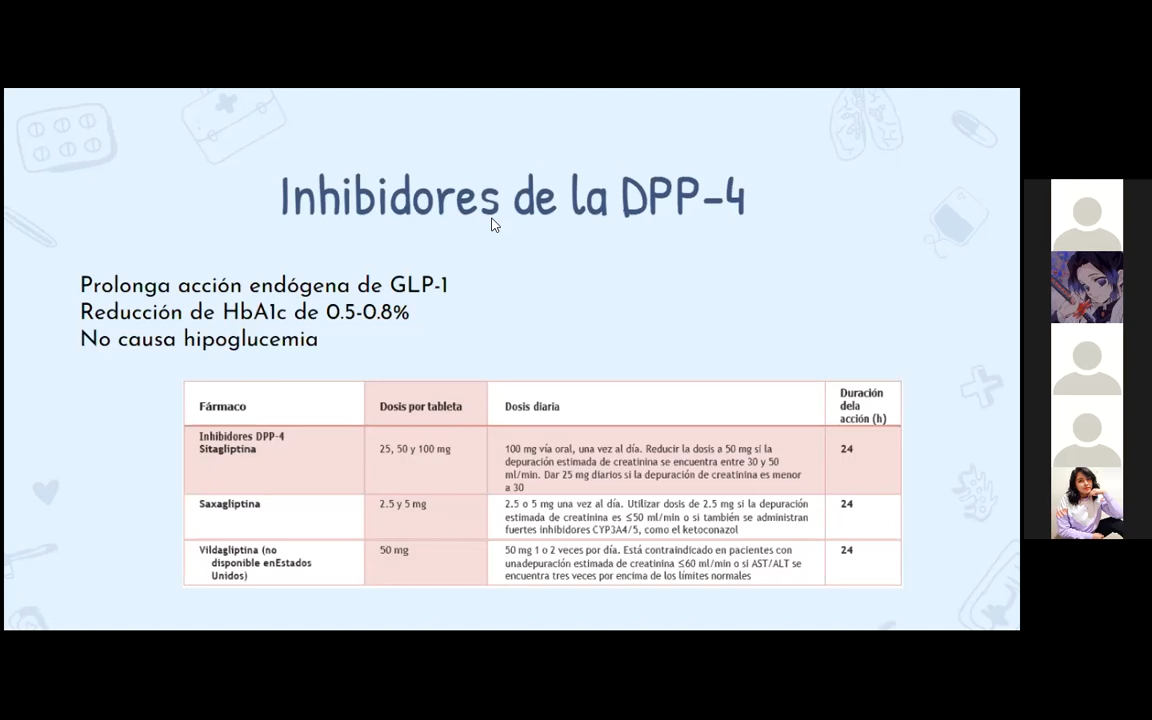 Inhibidores de la DPP-4
Prolonga acción endógena de GLP-1
Reducción de HbA1c de 0.5-0.8%
No causa hipoglucemia
Fármaco
Dosis por tableta
Dosis diaria
Duración
dela
acción (h)
Inhibidores DPP-4
Sitagliptina
25, 50 y 100 mg
100 mg vía oral, una vez al día. Reducir la dosis a 50 mg si la
depuración estimada de creatinina se encuentra entre 30 y 50
ml/min. Dar 25 mg diarios si la depuración de creatinina es menor
a 30
24
Saxagliptina
2.5 y 5 mg
2.5 o 5 mg una vez al día. Utilizar dosis de 2.5 mg si la depuración
estimada de creatinina es ≤50 ml/min o si también se administran
fuertes inhibidores CYP3A4/5, como el ketoconazol
24
Vildagliptina (no
disponible enEstados
Unidos)
50 mg
50 mg 1 o 2 veces por día. Está contraindicado en pacientes con
unadepuración estimada de creatinina ≤60 ml/min o si AST/ALT se
encuentra tres veces por encima de los límites normales
24